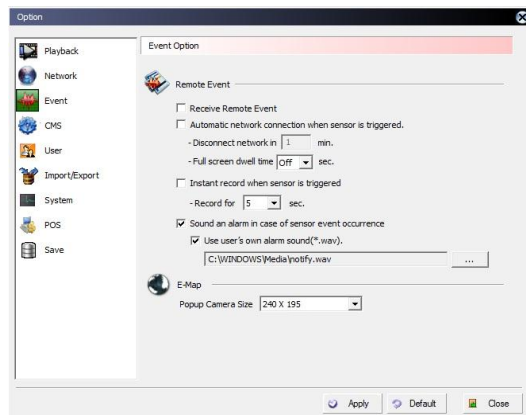 Option
Playback
Network
Event
CMS
User
Import/Export
System
POS
Save
Event Option
Remote Event
Receive Remote Event
Automatic network connection when sensor is triggered.
- Disconnect network in 1 min.
- Full screen dwell time Off sec.
Instant record when sensor is triggered
- Record for 5 sec.
Sound an alarm in case of sensor event occurrence
Use user's own alarm sound(*.wav).
C:\WINDOWS\Media\notify.wav ...
E-Map
Popup Camera Size 240 X 195
Apply Default Close